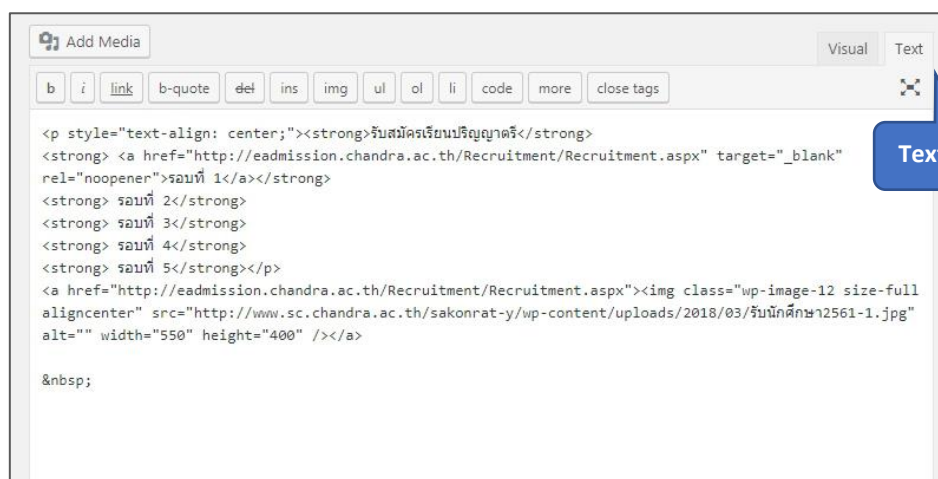 Add Media
Visual Text
b i link b-quote del ins img ul ol li code more close tags
<p style="text-align: center;"><strong>รับสมัครเรียนปริญญาตรี</strong>
<strong> <a href="http://eadmission.chandra.ac.th/Recruitment/Recruitment.aspx" target="_blank"
rel="noopener">รอบที่ 1</a></strong>
<strong> รอบที่ 2</strong>
<strong> รอบที่ 3</strong>
<strong> รอบที่ 4</strong>
<strong> รอบที่ 5</strong></p>
<a href="http://eadmission.chandra.ac.th/Recruitment/Recruitment.aspx"><img class="wp-image-12 size-full
aligncenter" src="http://www.sc.chandra.ac.th/sakonrat-y/wp-content/uploads/2018/03/รับนักศึกษา2561-1.jpg"
alt="" width="550" height="400" /></a>
&nbsp;